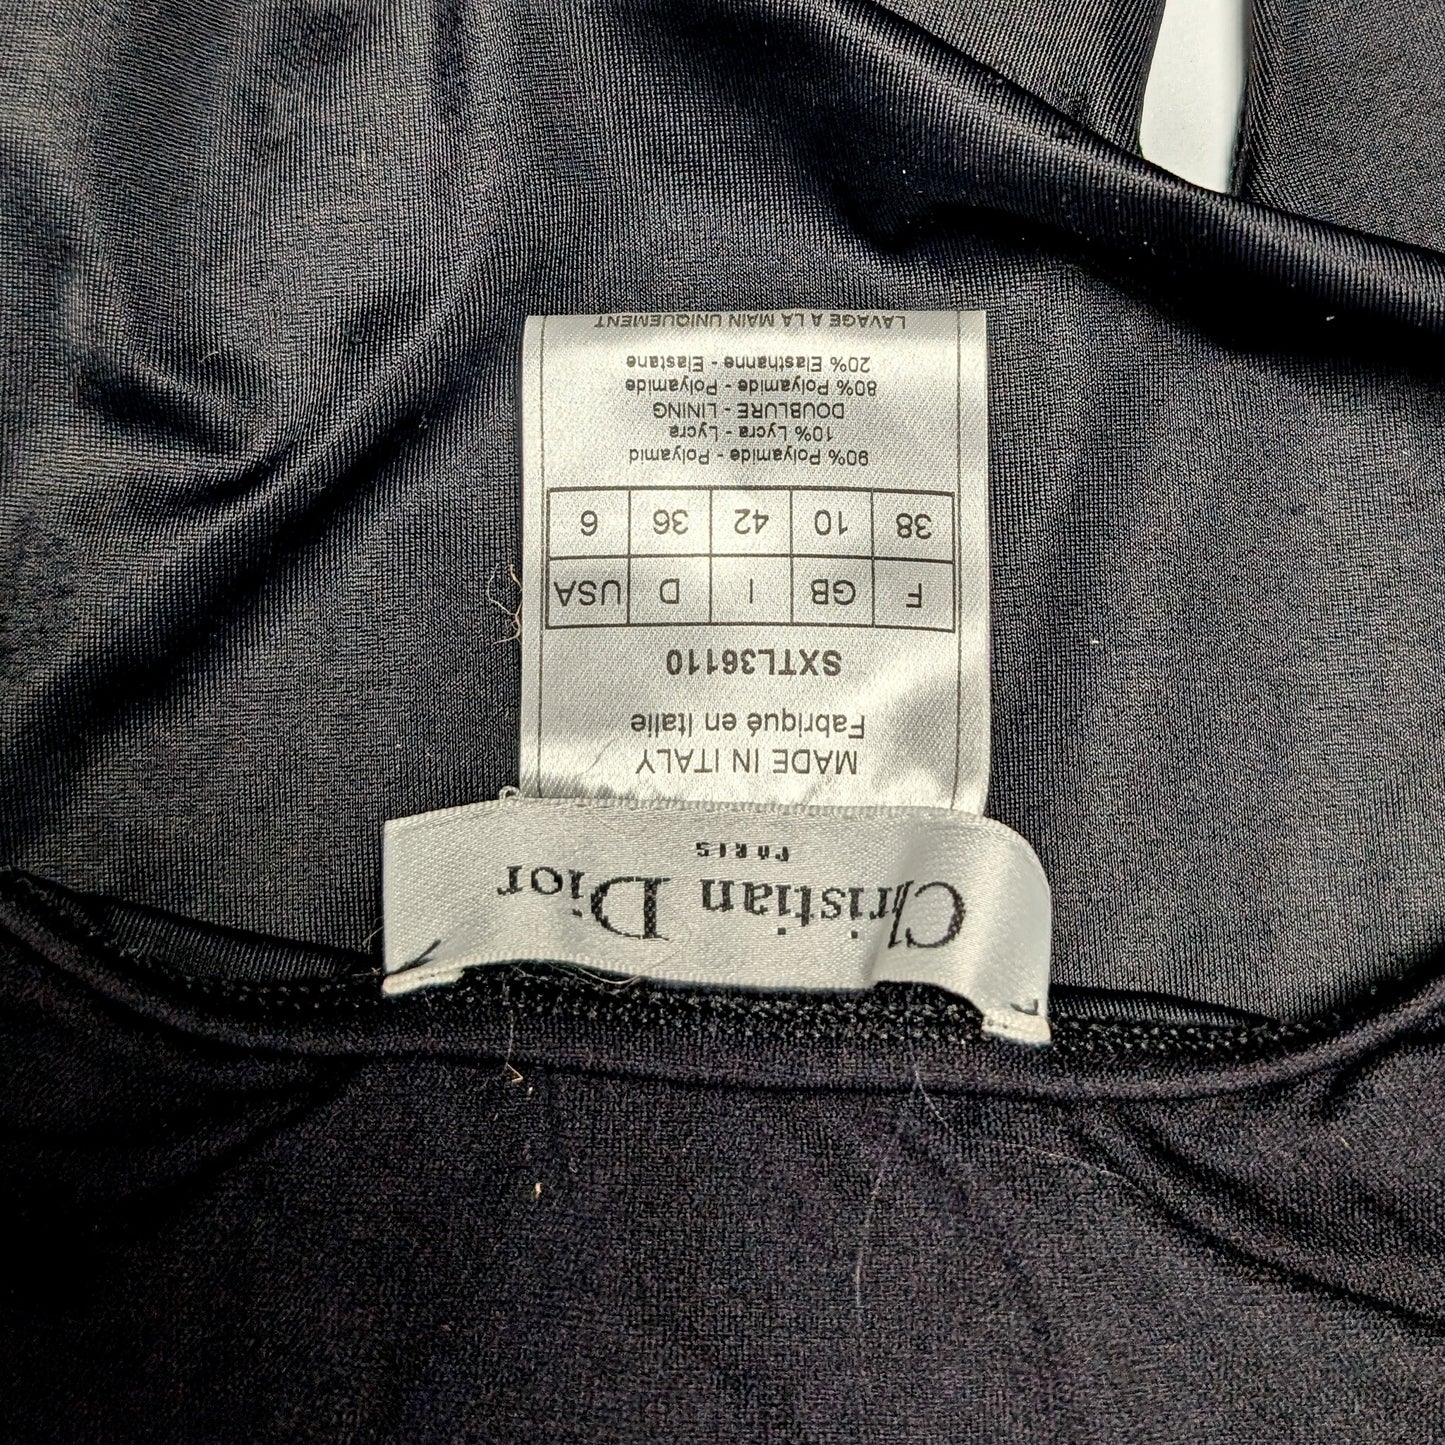 Christian Dior
PARIS
MADE IN ITALY
Fabriqué en Italie
SXTL36110
F GB I D USA
38 10 42 36 6
90% Polyamide - Polyamid
10% Lycra - Lycra
DOUBLURE - LINING
80% Polyamide - Polyamide
20% Elasthanne - Elastane
LAVAGE A LA MAIN UNIQUEMENT